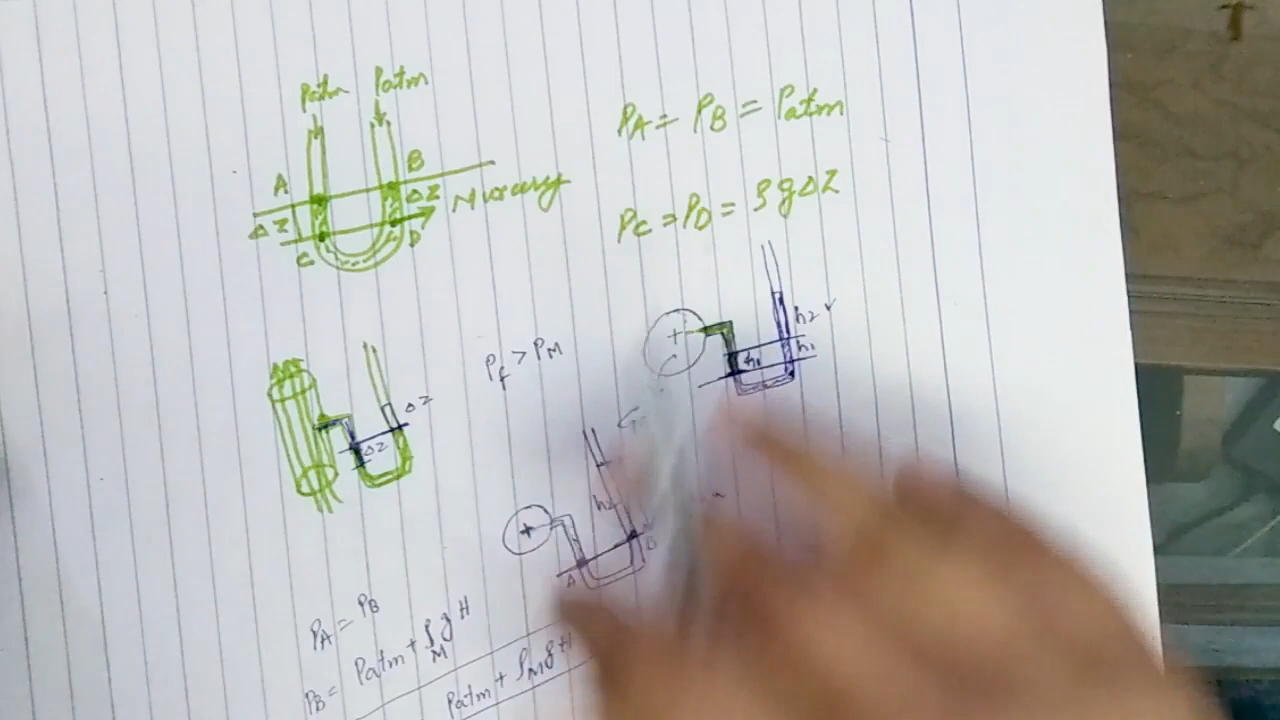 Patm Patm
PA = PB = Patm
A B
ΔZ ΔZ
C D
PC = PD = ρgΔZ
h2 ✓
h1 h1
Pf > PM
ΔZ
ΔZ
h2
A B
PA = PB
PB = Patm + ρM g H
Patm + ρM g H